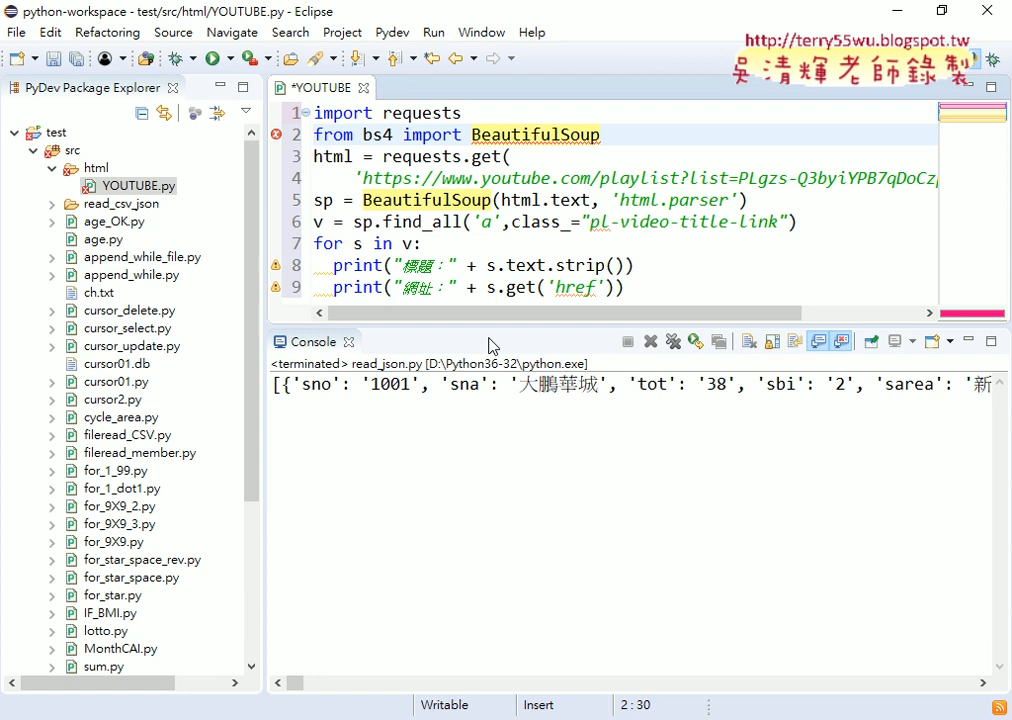 python-workspace - test/src/html/YOUTUBE.py - Eclipse
File Edit Refactoring Source Navigate Search Project Pydev Run Window Help
http://terry55wu.blogspot.tw
吳清輝老師錄製
PyDev Package Explorer
*YOUTUBE
test
src
html
YOUTUBE.py
read_csv_json
age_OK.py
age.py
append_while_file.py
append_while.py
ch.txt
cursor_delete.py
cursor_select.py
cursor_update.py
cursor01.db
cursor01.py
cursor2.py
cycle_area.py
fileread_CSV.py
fileread_member.py
for_1_99.py
for_1_dot1.py
for_9X9_2.py
for_9X9_3.py
for_9X9.py
for_star_space_rev.py
for_star_space.py
for_star.py
IF_BMI.py
lotto.py
MonthCAl.py
sum.py
1 import requests
2 from bs4 import BeautifulSoup
3 html = requests.get(
4 'https://www.youtube.com/playlist?list=PLgzs-Q3byiYPB7qDoCz
5 sp = BeautifulSoup(html.text, 'html.parser')
6 v = sp.find_all('a',class_="pl-video-title-link")
7 for s in v:
8 print("標題：" + s.text.strip())
9 print("網址：" + s.get('href'))
Console
<terminated> read_json.py [D:\Python36-32\python.exe]
[{'sno': '1001', 'sna': '大鵬華城', 'tot': '38', 'sbi': '2', 'sarea': '新
Writable Insert 2 : 30